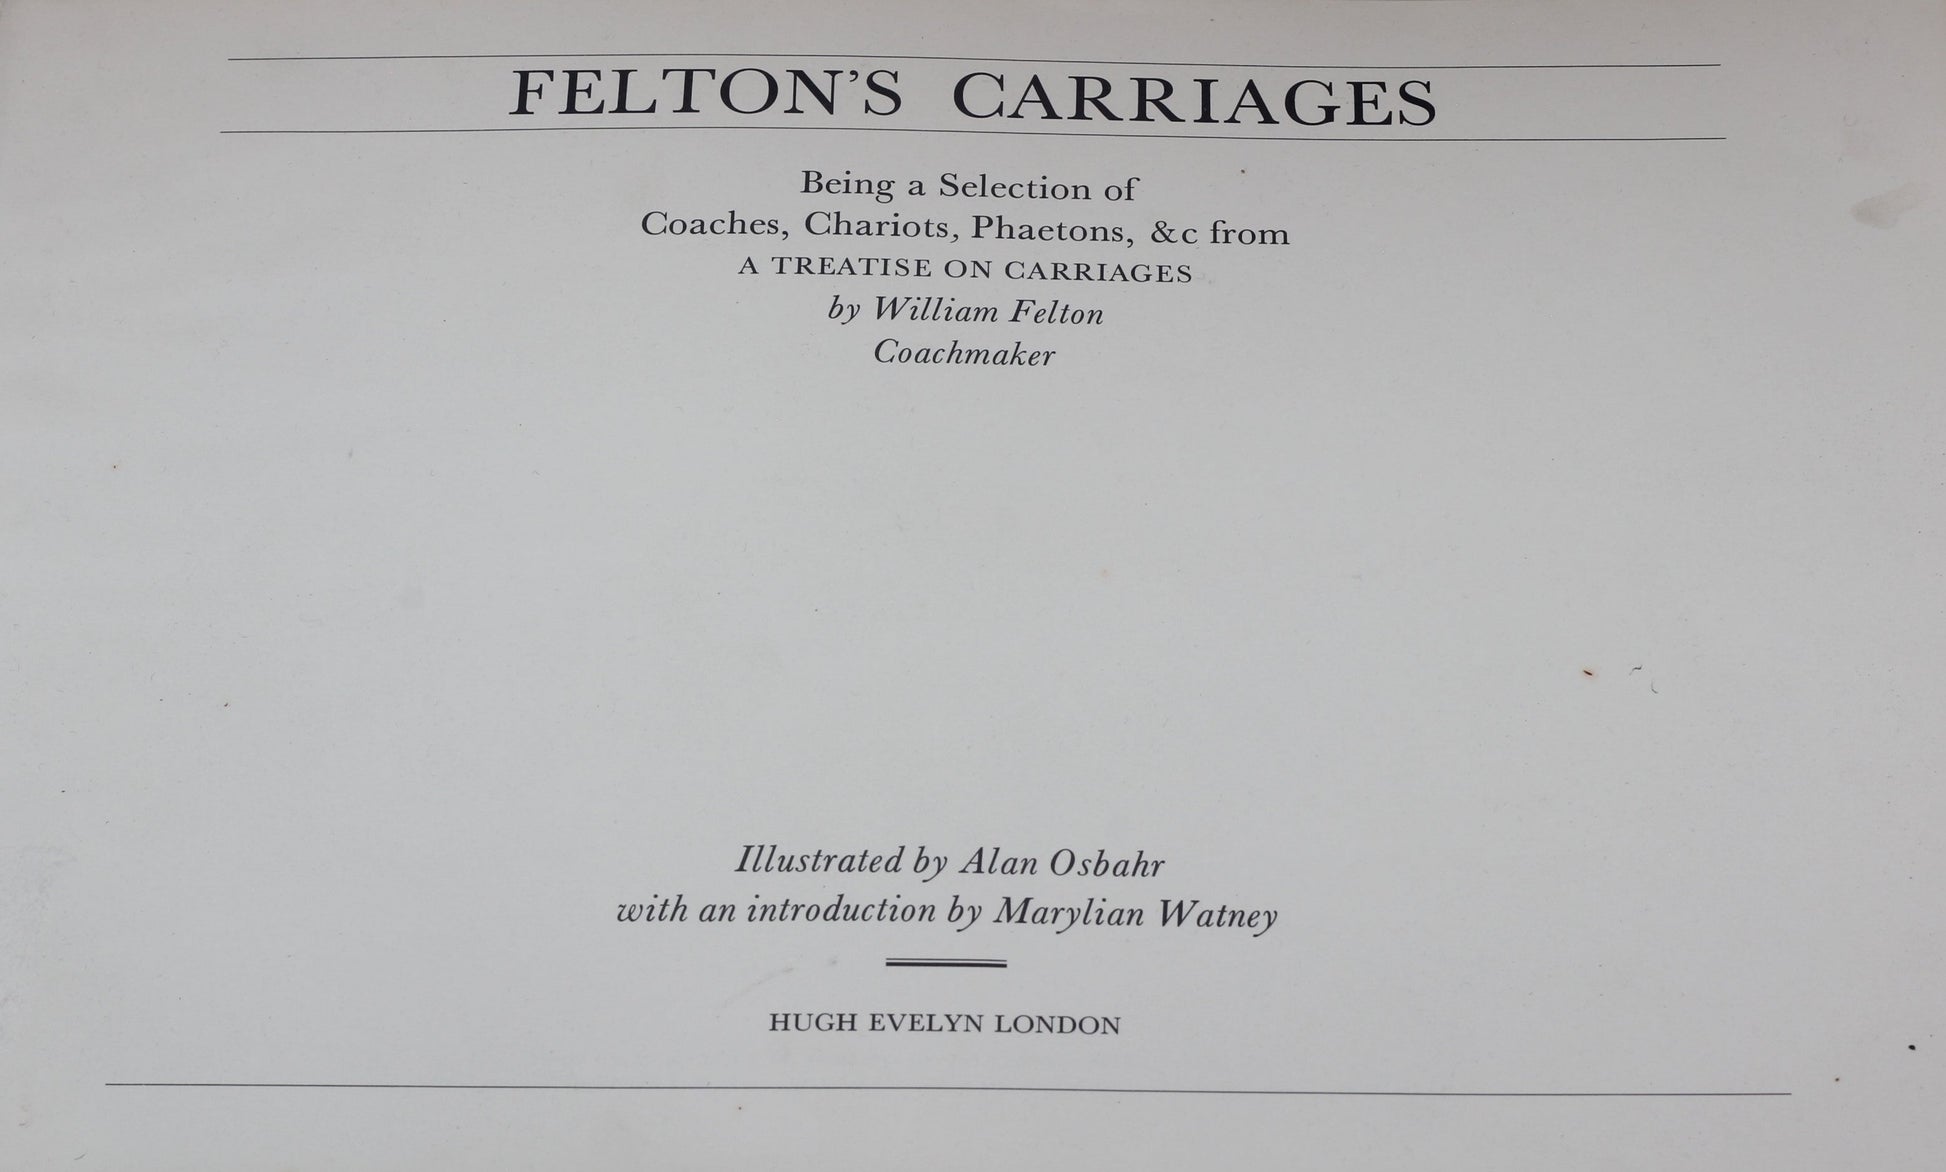 FELTON'S CARRIAGES
Being a Selection of
Coaches, Chariots, Phaetons, &c from
A TREATISE ON CARRIAGES
by William Felton
Coachmaker
Illustrated by Alan Osbahr
with an introduction by Marylian Watney
HUGH EVELYN LONDON